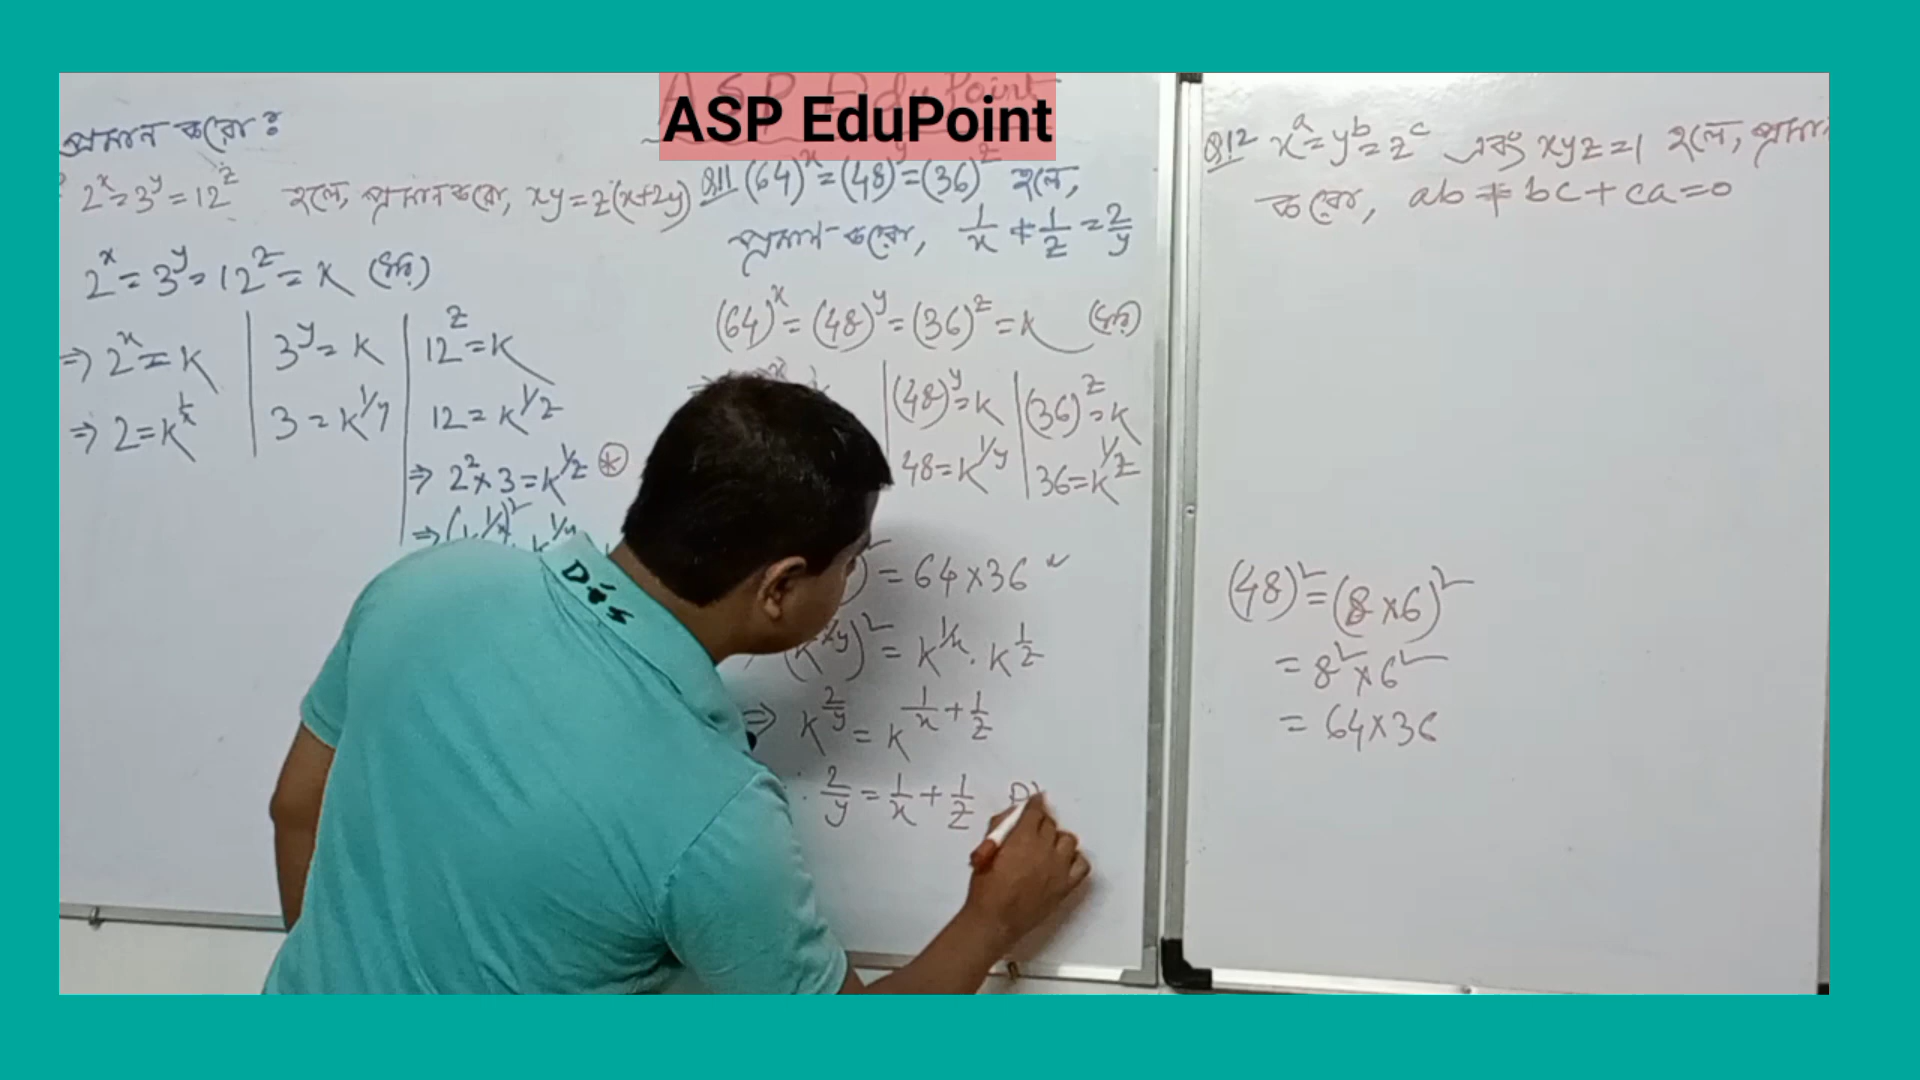 ASP EduPoint
প্রমান করো :
2^x = 3^y = 12^z হলে, প্রমান করো, xy = z(x+2y)
2^x = 3^y = 12^z = K (ধরি)
⇒ 2^x = K | 3^y = K | 12^z = K
⇒ 2 = K^1/x | 3 = K^1/y | 12 = K^1/z
⇒ 2^2 × 3 = K^1/z
Q11 (64)^x = (48)^y = (36)^z হলে,
প্রমান করো, 1/x + 1/z = 2/y
(64)^x = (48)^y = (36)^z = K (ধরি)
(48)^y = K | (36)^z = K
48 = K^1/y | 36 = K^1/z
= 64 × 36
(K^1/y)^2 = K^1/x . K^1/z
⇒ K^2/y = K^1/x + 1/z
∴ 2/y = 1/x + 1/z
Q12 x^a = y^b = z^c এবং xyz = 1 হলে, প্রমান
করো, ab + bc + ca = 0
(48)^2 = (8 × 6)^2
= 8^2 × 6^2
= 64 × 36